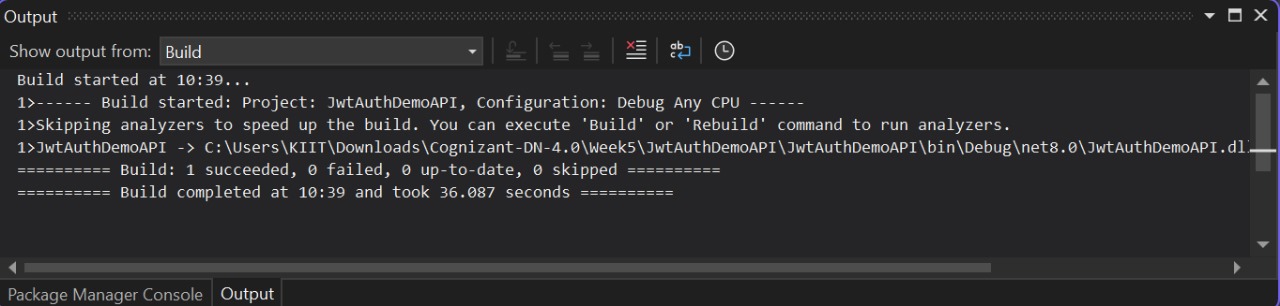 Output
Show output from: Build
Build started at 10:39...
1>------ Build started: Project: JwtAuthDemoAPI, Configuration: Debug Any CPU ------
1>Skipping analyzers to speed up the build. You can execute 'Build' or 'Rebuild' command to run analyzers.
1>JwtAuthDemoAPI -> C:\Users\KIIT\Downloads\Cognizant-DN-4.0\Week5\JwtAuthDemoAPI\JwtAuthDemoAPI\bin\Debug\net8.0\JwtAuthDemoAPI.dll
========== Build: 1 succeeded, 0 failed, 0 up-to-date, 0 skipped ==========
========== Build completed at 10:39 and took 36.087 seconds ==========
Package Manager Console Output